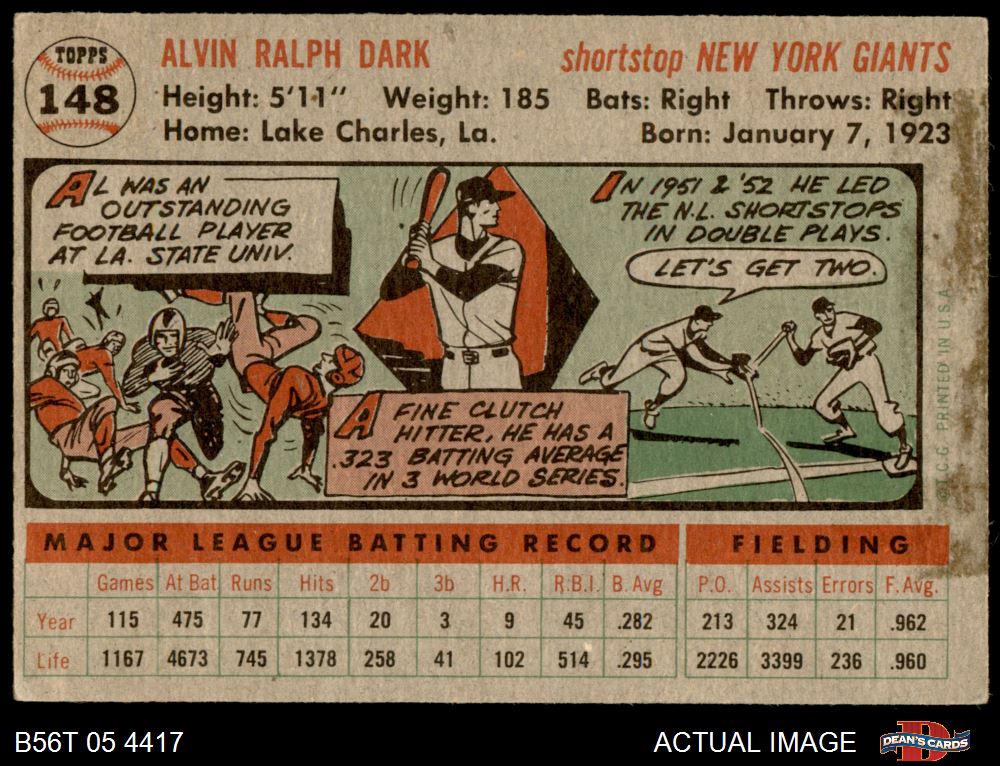 TOPPS
148
ALVIN RALPH DARK
shortstop NEW YORK GIANTS
Height: 5'11" Weight: 185 Bats: Right Throws: Right
Home: Lake Charles, La. Born: January 7, 1923
AL WAS AN
OUTSTANDING
FOOTBALL PLAYER
AT LA. STATE UNIV.
A FINE CLUTCH
HITTER, HE HAS A
.323 BATTING AVERAGE
IN 3 WORLD SERIES.
IN 1951 & '52 HE LED
THE N.L. SHORTSTOPS
IN DOUBLE PLAYS.
LET'S GET TWO.
© T.C.G. PRINTED IN U.S.A.
MAJOR LEAGUE BATTING RECORD FIELDING
Games At Bat Runs Hits 2b 3b H.R. R.B.I. B. Avg P.O. Assists Errors F. Avg.
Year 115 475 77 134 20 3 9 45 .282 213 324 21 .962
Life 1167 4673 745 1378 258 41 102 514 .295 2226 3399 236 .960
B56T 05 4417 ACTUAL IMAGE
DEAN'S CARDS